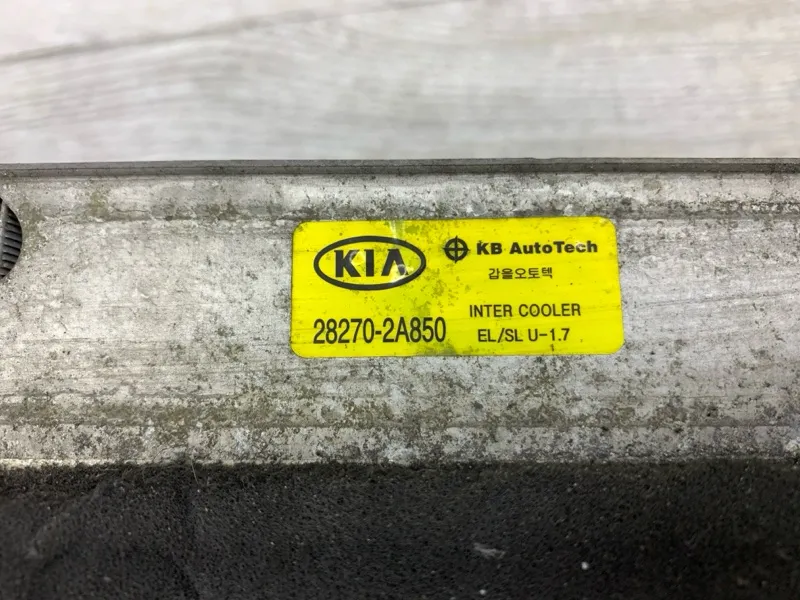 KIA
KB AutoTech
갑을오토텍
28270-2A850
INTER COOLER
EL/SL U-1.7